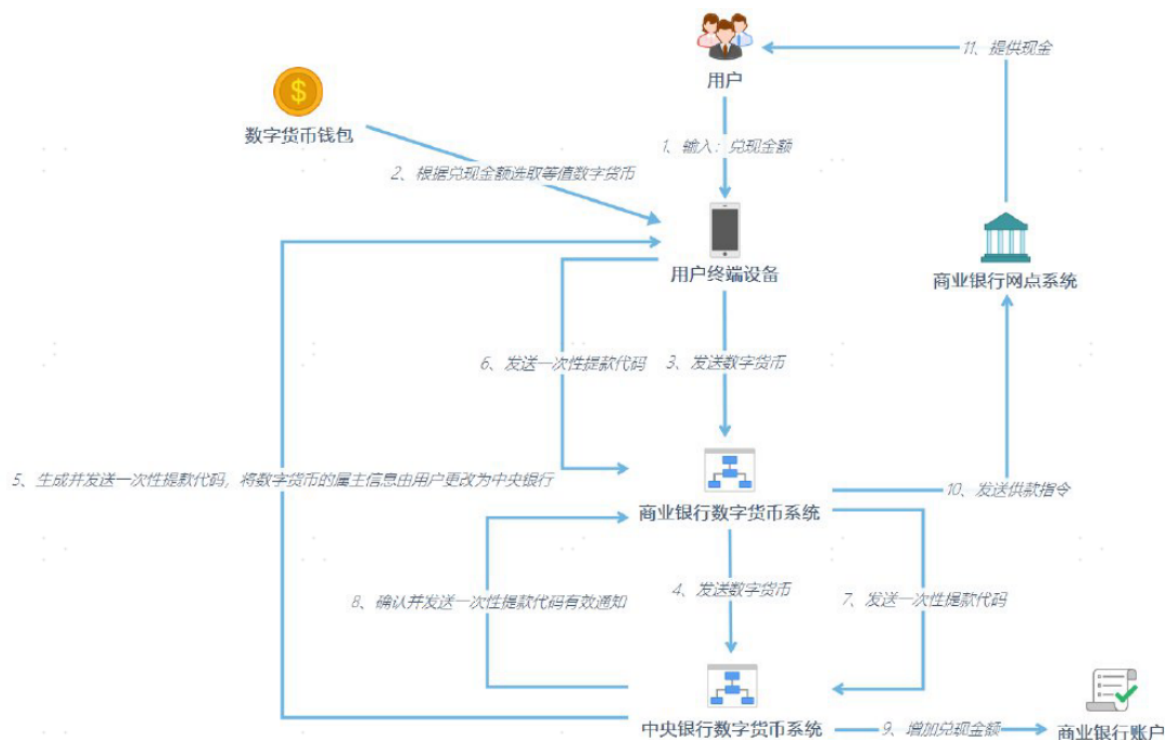 11、提供现金
用户
数字货币钱包
1、输入：兑现金额
2、根据兑现金额选取等值数字货币
用户终端设备
商业银行网点系统
6、发送一次性提款代码
3、发送数字货币
5、生成并发送一次性提款代码，将数字货币的属主信息由用户更改为中央银行
10、发送供款指令
商业银行数字货币系统
4、发送数字货币
8、确认并发送一次性提款代码有效通知
7、发送一次性提款代码
中央银行数字货币系统
9、增加兑现金额
商业银行账户